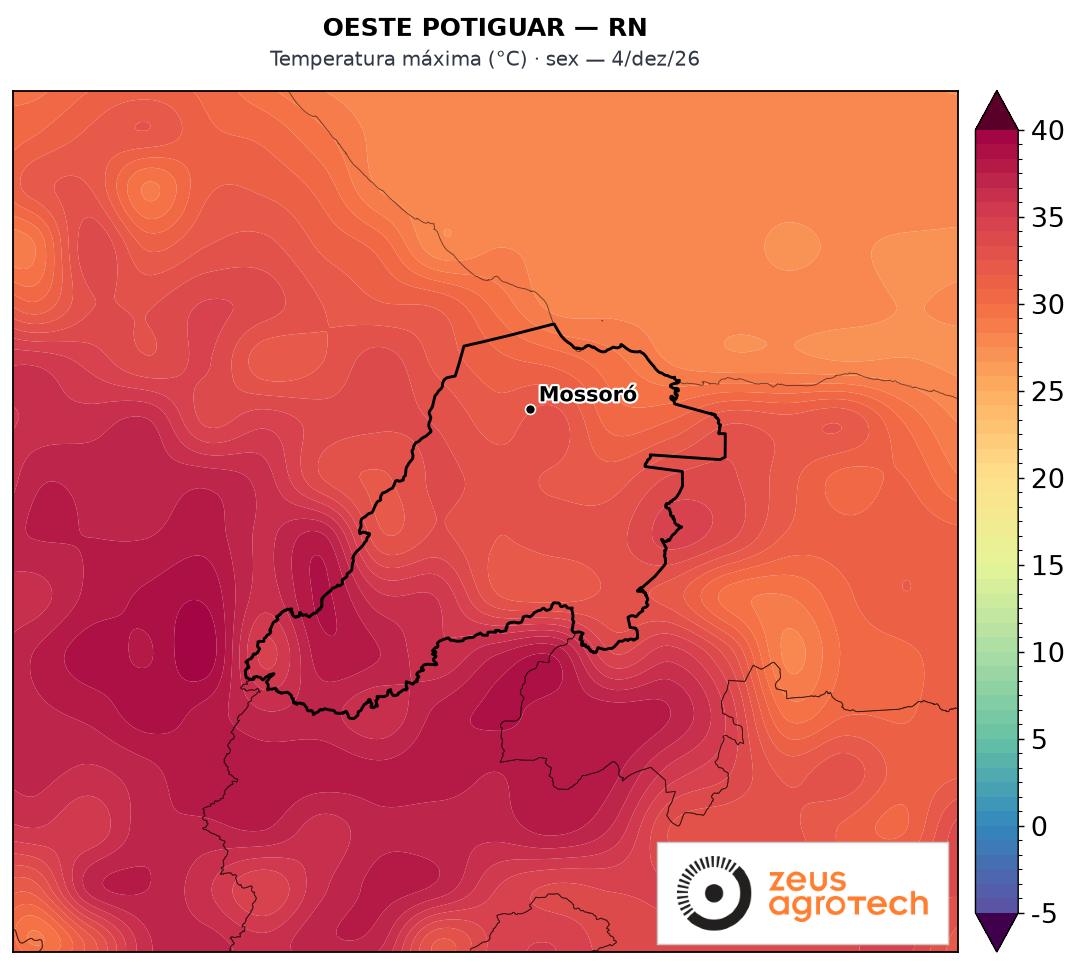 OESTE POTIGUAR — RN
Temperatura máxima (°C) · sex — 4/dez/26
Mossoró
40
35
30
25
20
15
10
5
0
-5
zeus
agrotech